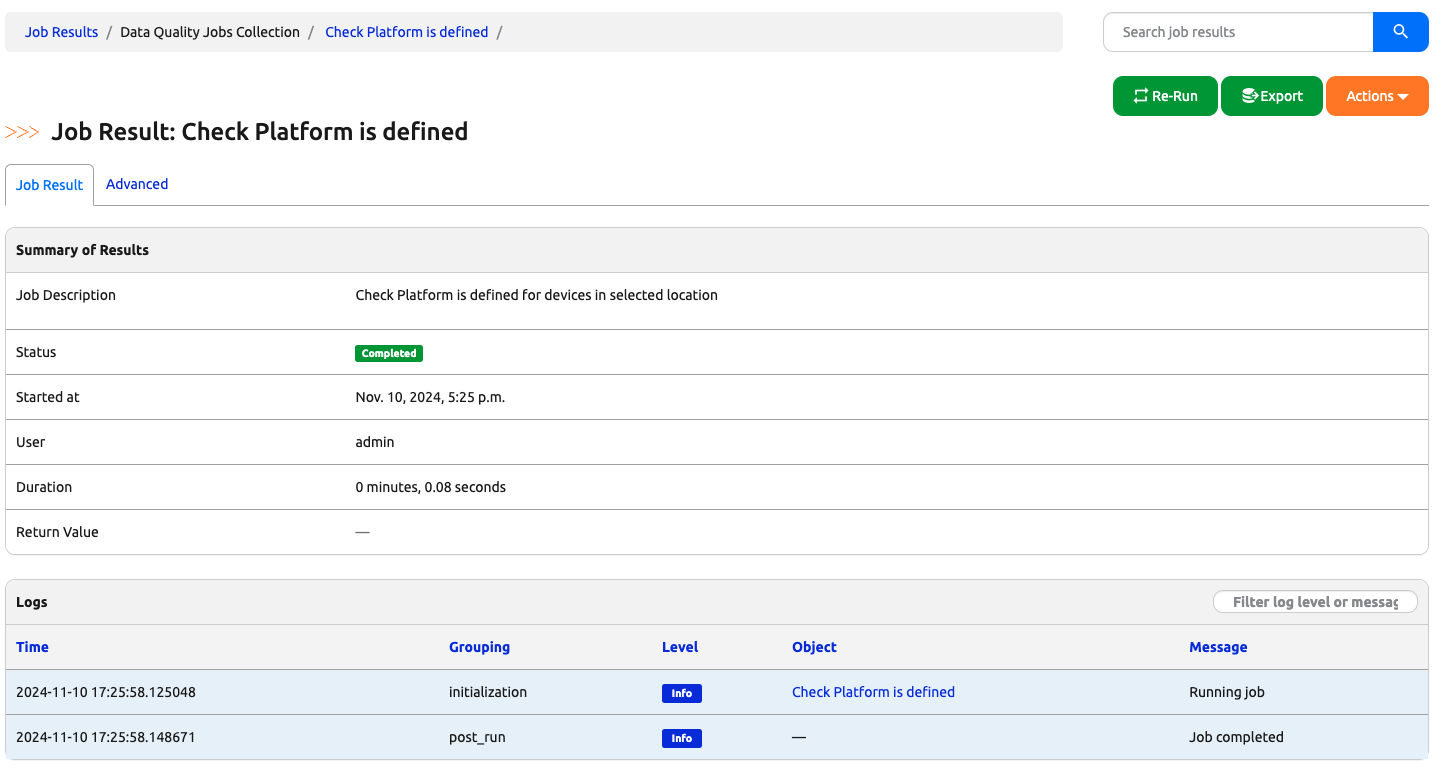 Job Results / Data Quality Jobs Collection / Check Platform is defined /
Search job results
Re-Run Export Actions
>>> Job Result: Check Platform is defined
Job Result Advanced
Summary of Results
Job Description Check Platform is defined for devices in selected location
Status Completed
Started at Nov. 10, 2024, 5:25 p.m.
User admin
Duration 0 minutes, 0.08 seconds
Return Value —
Logs Filter log level or messag
Time Grouping Level Object Message
2024-11-10 17:25:58.125048 initialization Info Check Platform is defined Running job
2024-11-10 17:25:58.148671 post_run Info — Job completed